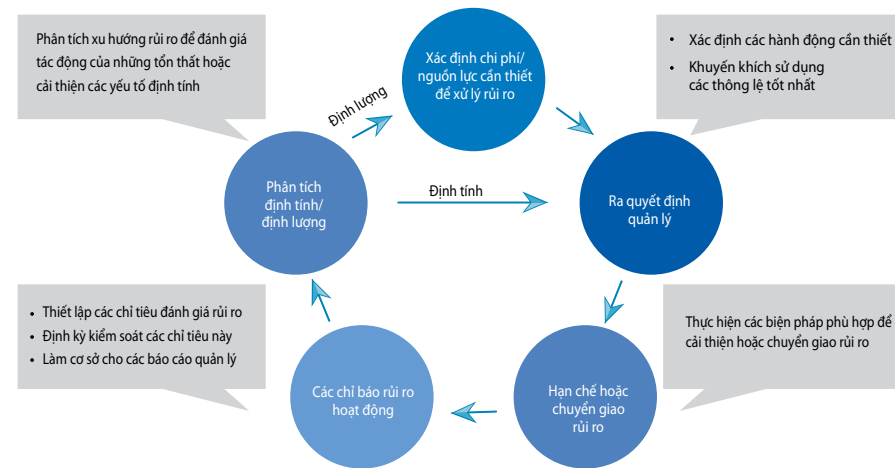 Phân tích xu hướng rủi ro để đánh giá
tác động của những tổn thất hoặc
cải thiện các yếu tố định tính
Xác định chi phí/
nguồn lực cần thiết
để xử lý rủi ro
• Xác định các hành động cần thiết
• Khuyến khích sử dụng
các thông lệ tốt nhất
Định lượng
Phân tích
định tính/
định lượng
Định tính
Ra quyết định
quản lý
• Thiết lập các chỉ tiêu đánh giá rủi ro
• Định kỳ kiểm soát các chỉ tiêu này
• Làm cơ sở cho các báo cáo quản lý
Các chỉ báo rủi ro
hoạt động
Hạn chế hoặc
chuyển giao
rủi ro
Thực hiện các biện pháp phù hợp để
cải thiện hoặc chuyển giao rủi ro